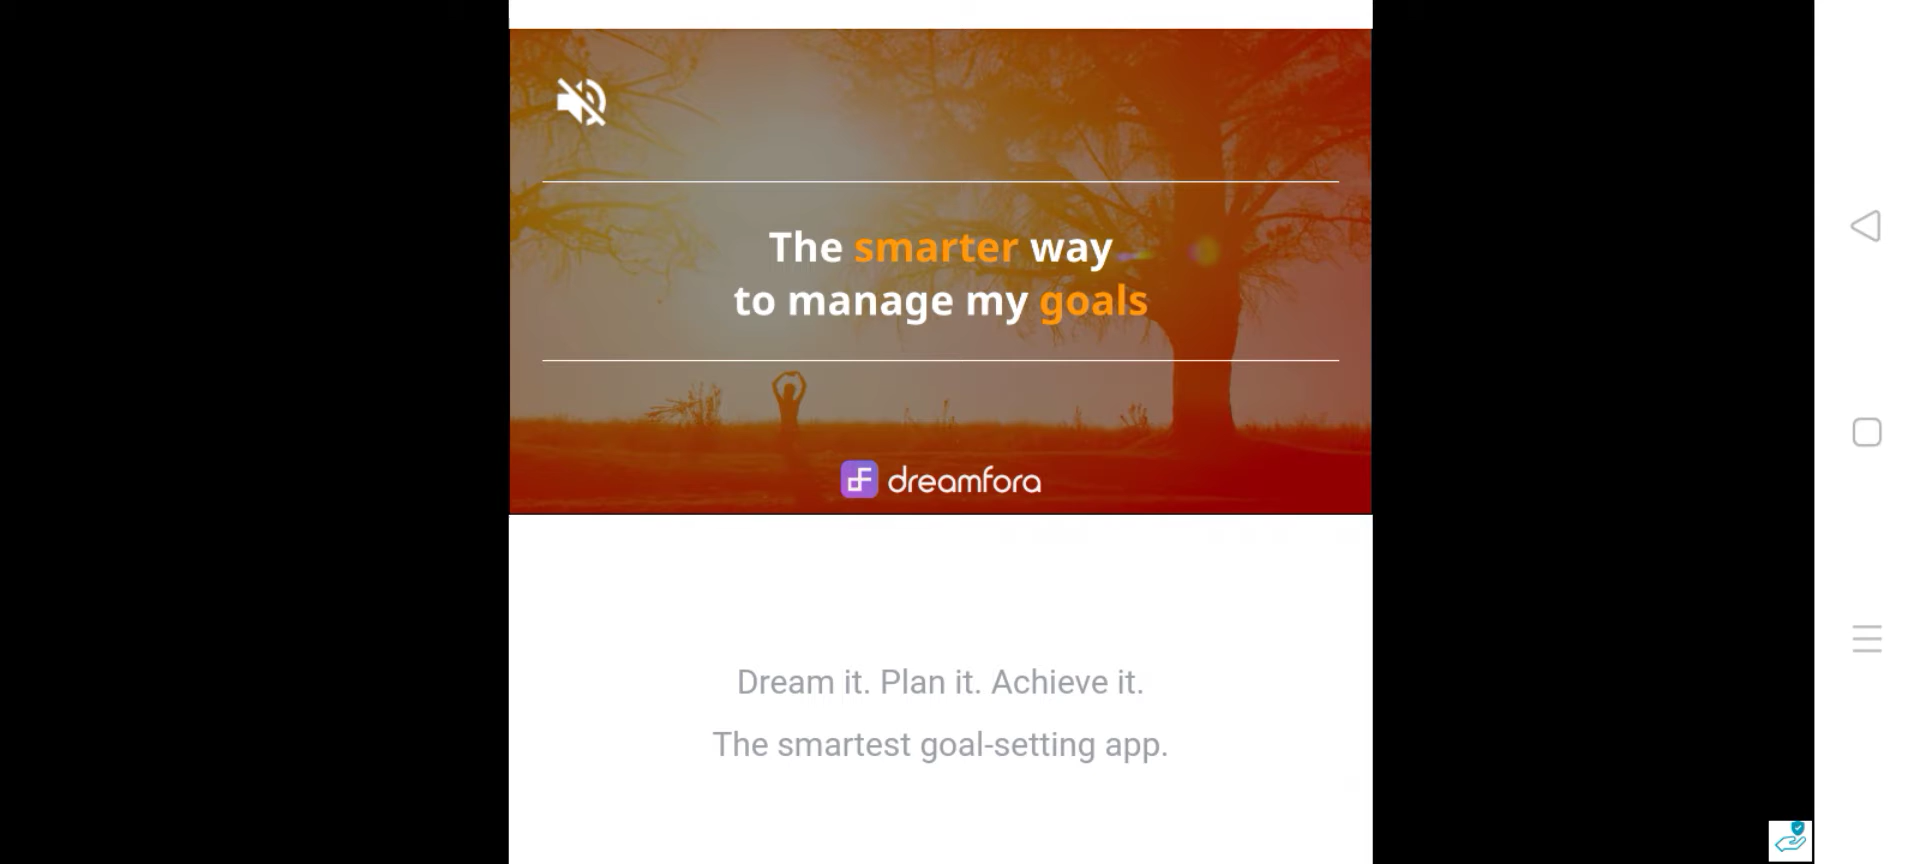 The smarter way
to manage my goals
dreamfora
Dream it. Plan it. Achieve it.
The smartest goal-setting app.